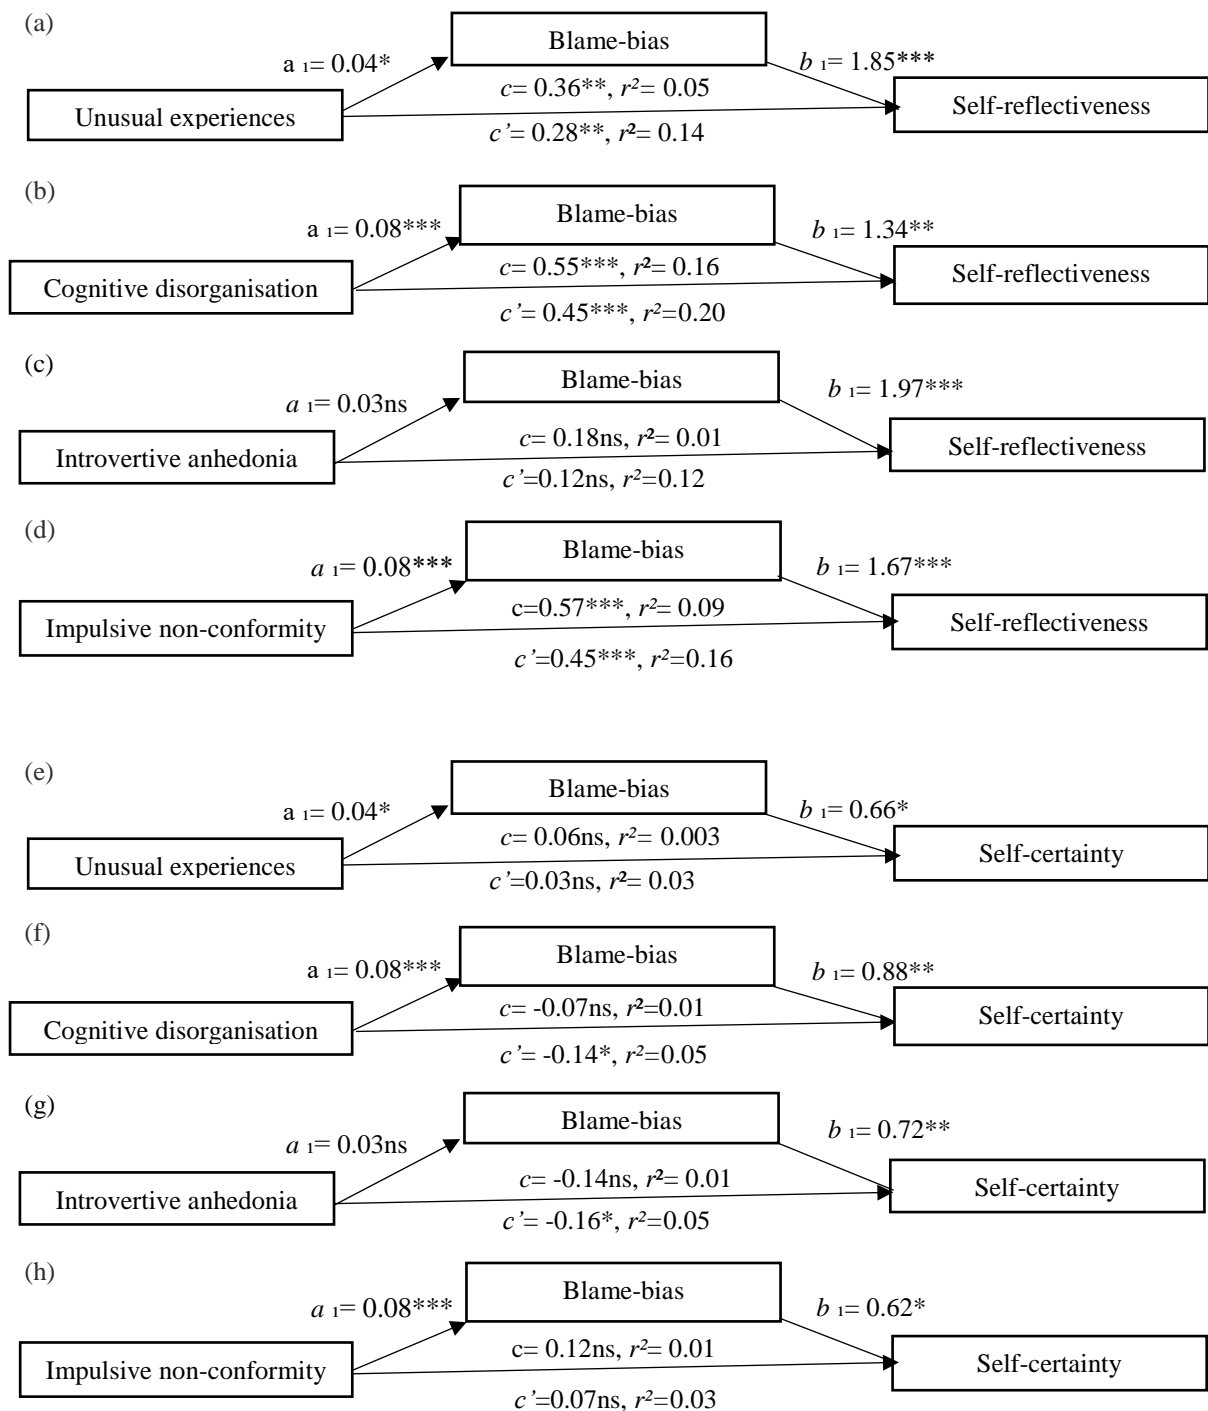 (a)
Blame-bias
a ₁= 0.04*
b ₁= 1.85***
c= 0.36**, r²= 0.05
Unusual experiences
Self-reflectiveness
c’= 0.28**, r²= 0.14
(b)
Blame-bias
a ₁= 0.08***
b ₁= 1.34**
c= 0.55***, r²= 0.16
Cognitive disorganisation
Self-reflectiveness
c’= 0.45***, r²=0.20
(c)
Blame-bias
a ₁= 0.03ns
b ₁= 1.97***
c= 0.18ns, r²= 0.01
Introvertive anhedonia
Self-reflectiveness
c’=0.12ns, r²=0.12
(d)
Blame-bias
a ₁= 0.08***
b ₁= 1.67***
c=0.57***, r²= 0.09
Impulsive non-conformity
Self-reflectiveness
c’=0.45***, r²=0.16
(e)
Blame-bias
a ₁= 0.04*
b ₁= 0.66*
c= 0.06ns, r²= 0.003
Unusual experiences
Self-certainty
c’=0.03ns, r²= 0.03
(f)
Blame-bias
a ₁= 0.08***
b ₁= 0.88**
c= -0.07ns, r²=0.01
Cognitive disorganisation
Self-certainty
c’= -0.14*, r²=0.05
(g)
Blame-bias
a ₁= 0.03ns
b ₁= 0.72**
c= -0.14ns, r²= 0.01
Introvertive anhedonia
Self-certainty
c’= -0.16*, r²=0.05
(h)
Blame-bias
a ₁= 0.08***
b ₁= 0.62*
c= 0.12ns, r²= 0.01
Impulsive non-conformity
Self-certainty
c’=0.07ns, r²=0.03